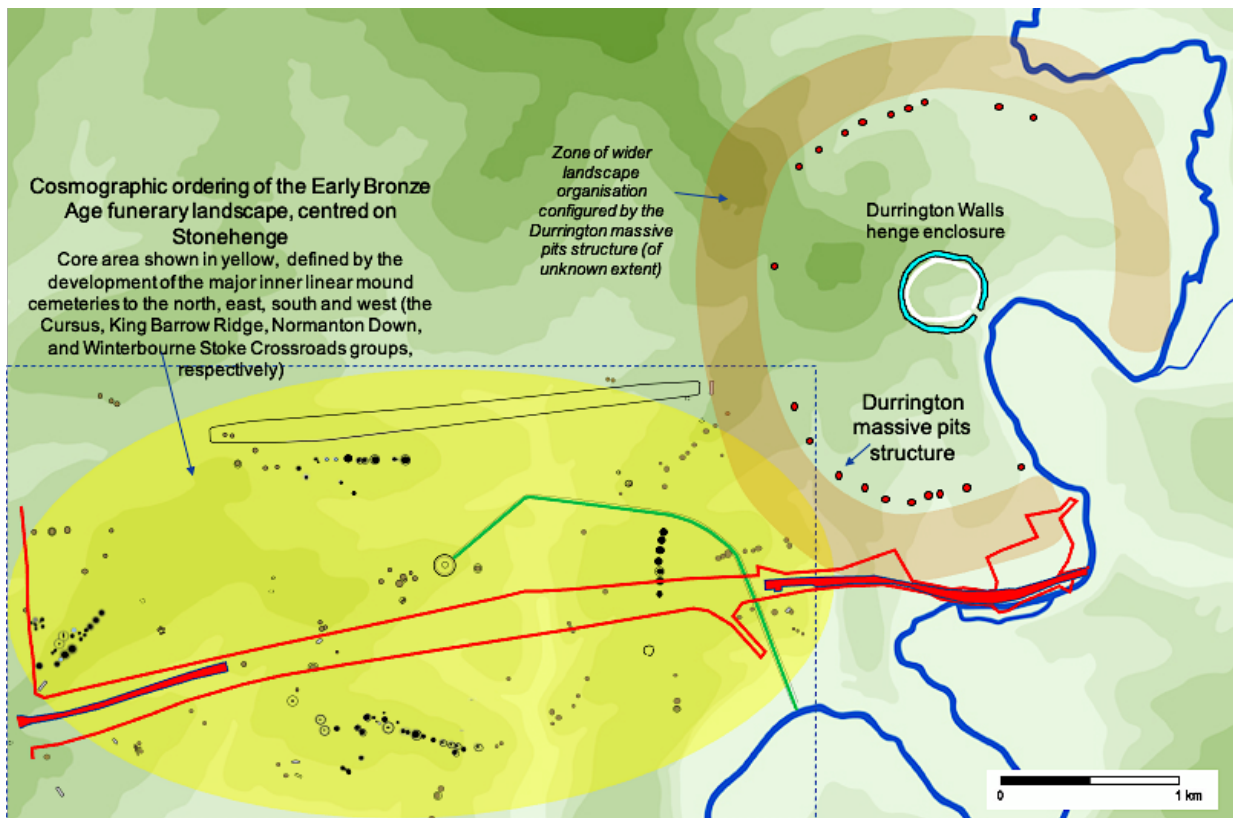 Cosmographic ordering of the Early Bronze
Age funerary landscape, centred on
Stonehenge
Core area shown in yellow, defined by the
development of the major inner linear mound
cemeteries to the north, east, south and west (the
Cursus, King Barrow Ridge, Normanton Down,
and Winterbourne Stoke Crossroads groups,
respectively)
Zone of wider
landscape
organisation
configured by the
Durrington massive
pits structure (of
unknown extent)
Durrington Walls
henge enclosure
Durrington
massive pits
structure
0
1 km